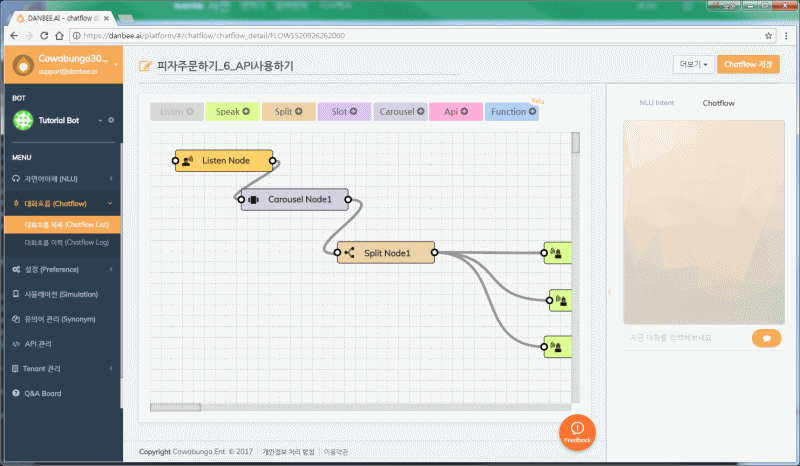 DANBEE.AI - chatflow de
https://danbee.ai/platform/#/chatflow/chatflow_detail/FLOW1520926262000
Cowabunga30...
support@danbee.ai
피자주문하기_6_API사용하기
더보기
Chatflow 저장
BOT
Tutorial Bot
Listen
Speak
Split
Slot
Carousel
Api
Function
Beta
NLU Intent
Chatflow
MENU
자연어이해 (NLU)
대화흐름 (Chatflow)
대화흐름 목록 (Chatflow List)
대화흐름 이력 (Chatflow Log)
설정 (Preference)
시뮬레이션 (Simulation)
유의어 관리 (Synonym)
API 관리
Tenant 관리
Q&A Board
Listen Node
Carousel Node1
Split Node1
지금 대화를 입력해보세요
Feedback
Copyright Cowabunga Ent. © 2017
개인정보 처리 방침
이용약관